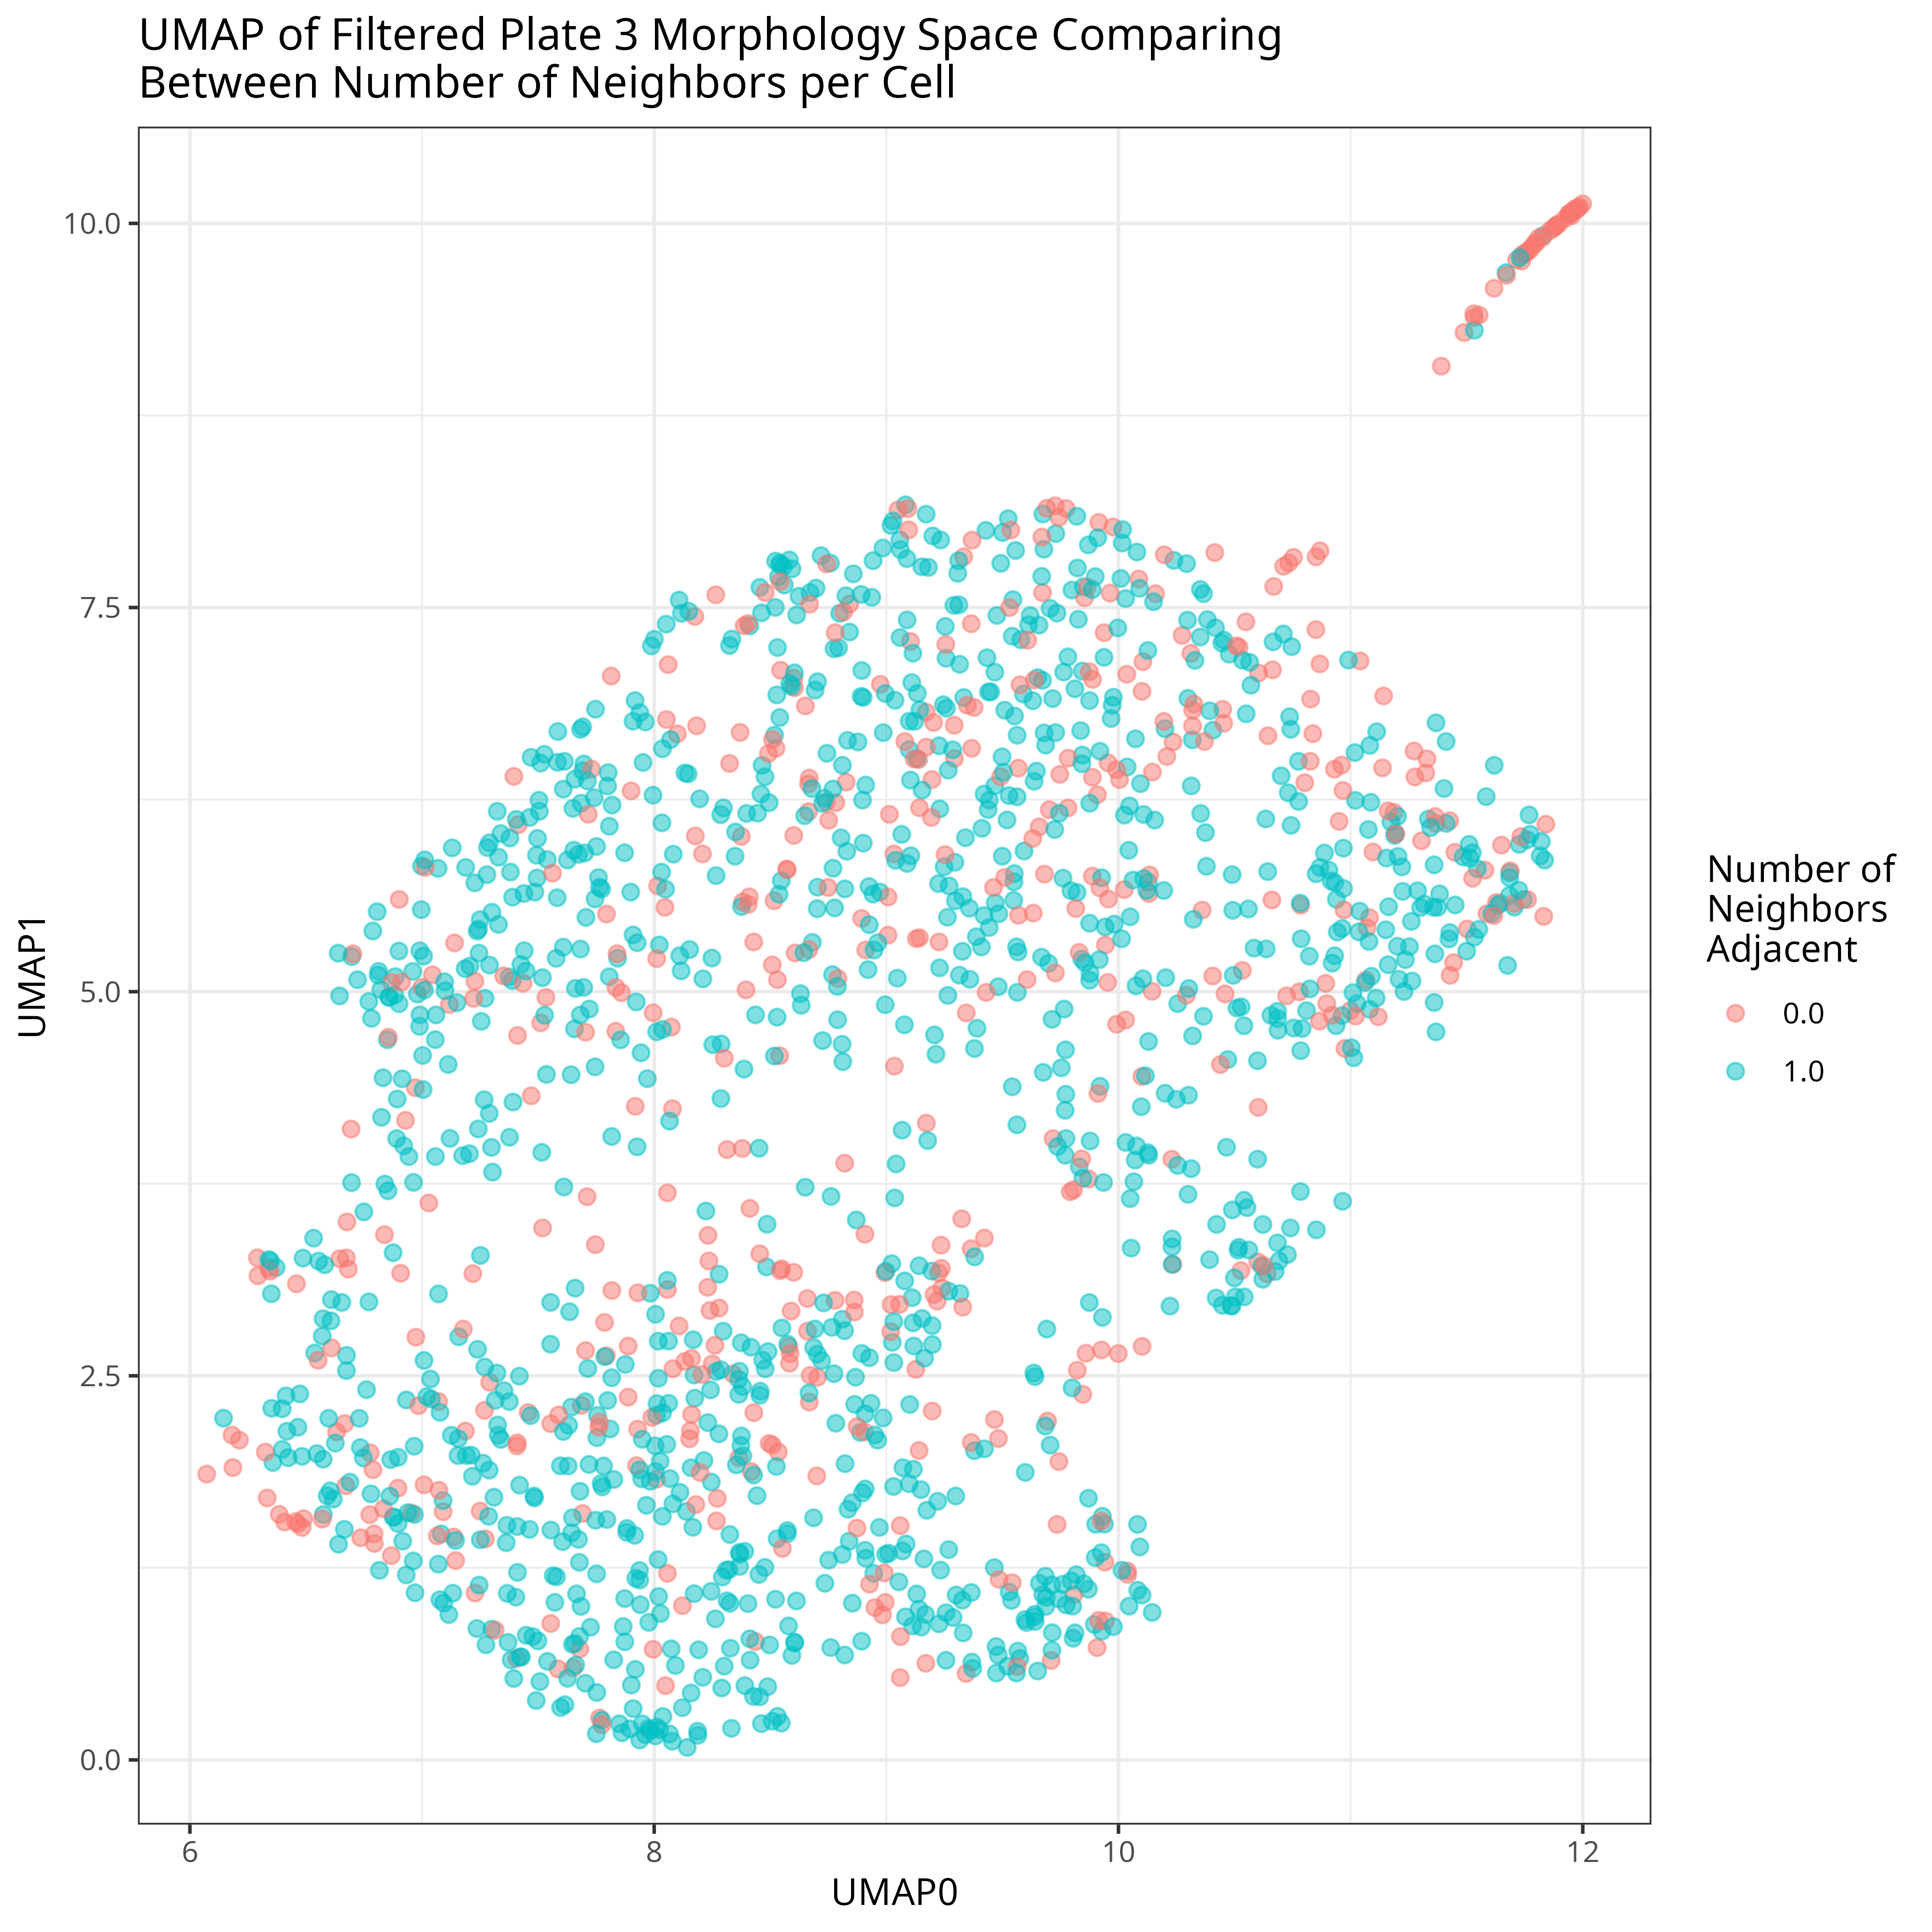 UMAP of Filtered Plate 3 Morphology Space Comparing
Between Number of Neighbors per Cell
10.0
7.5
5.0
2.5
0.0
UMAP1
6
8
10
12
UMAP0
Number of
Neighbors
Adjacent
0.0
1.0